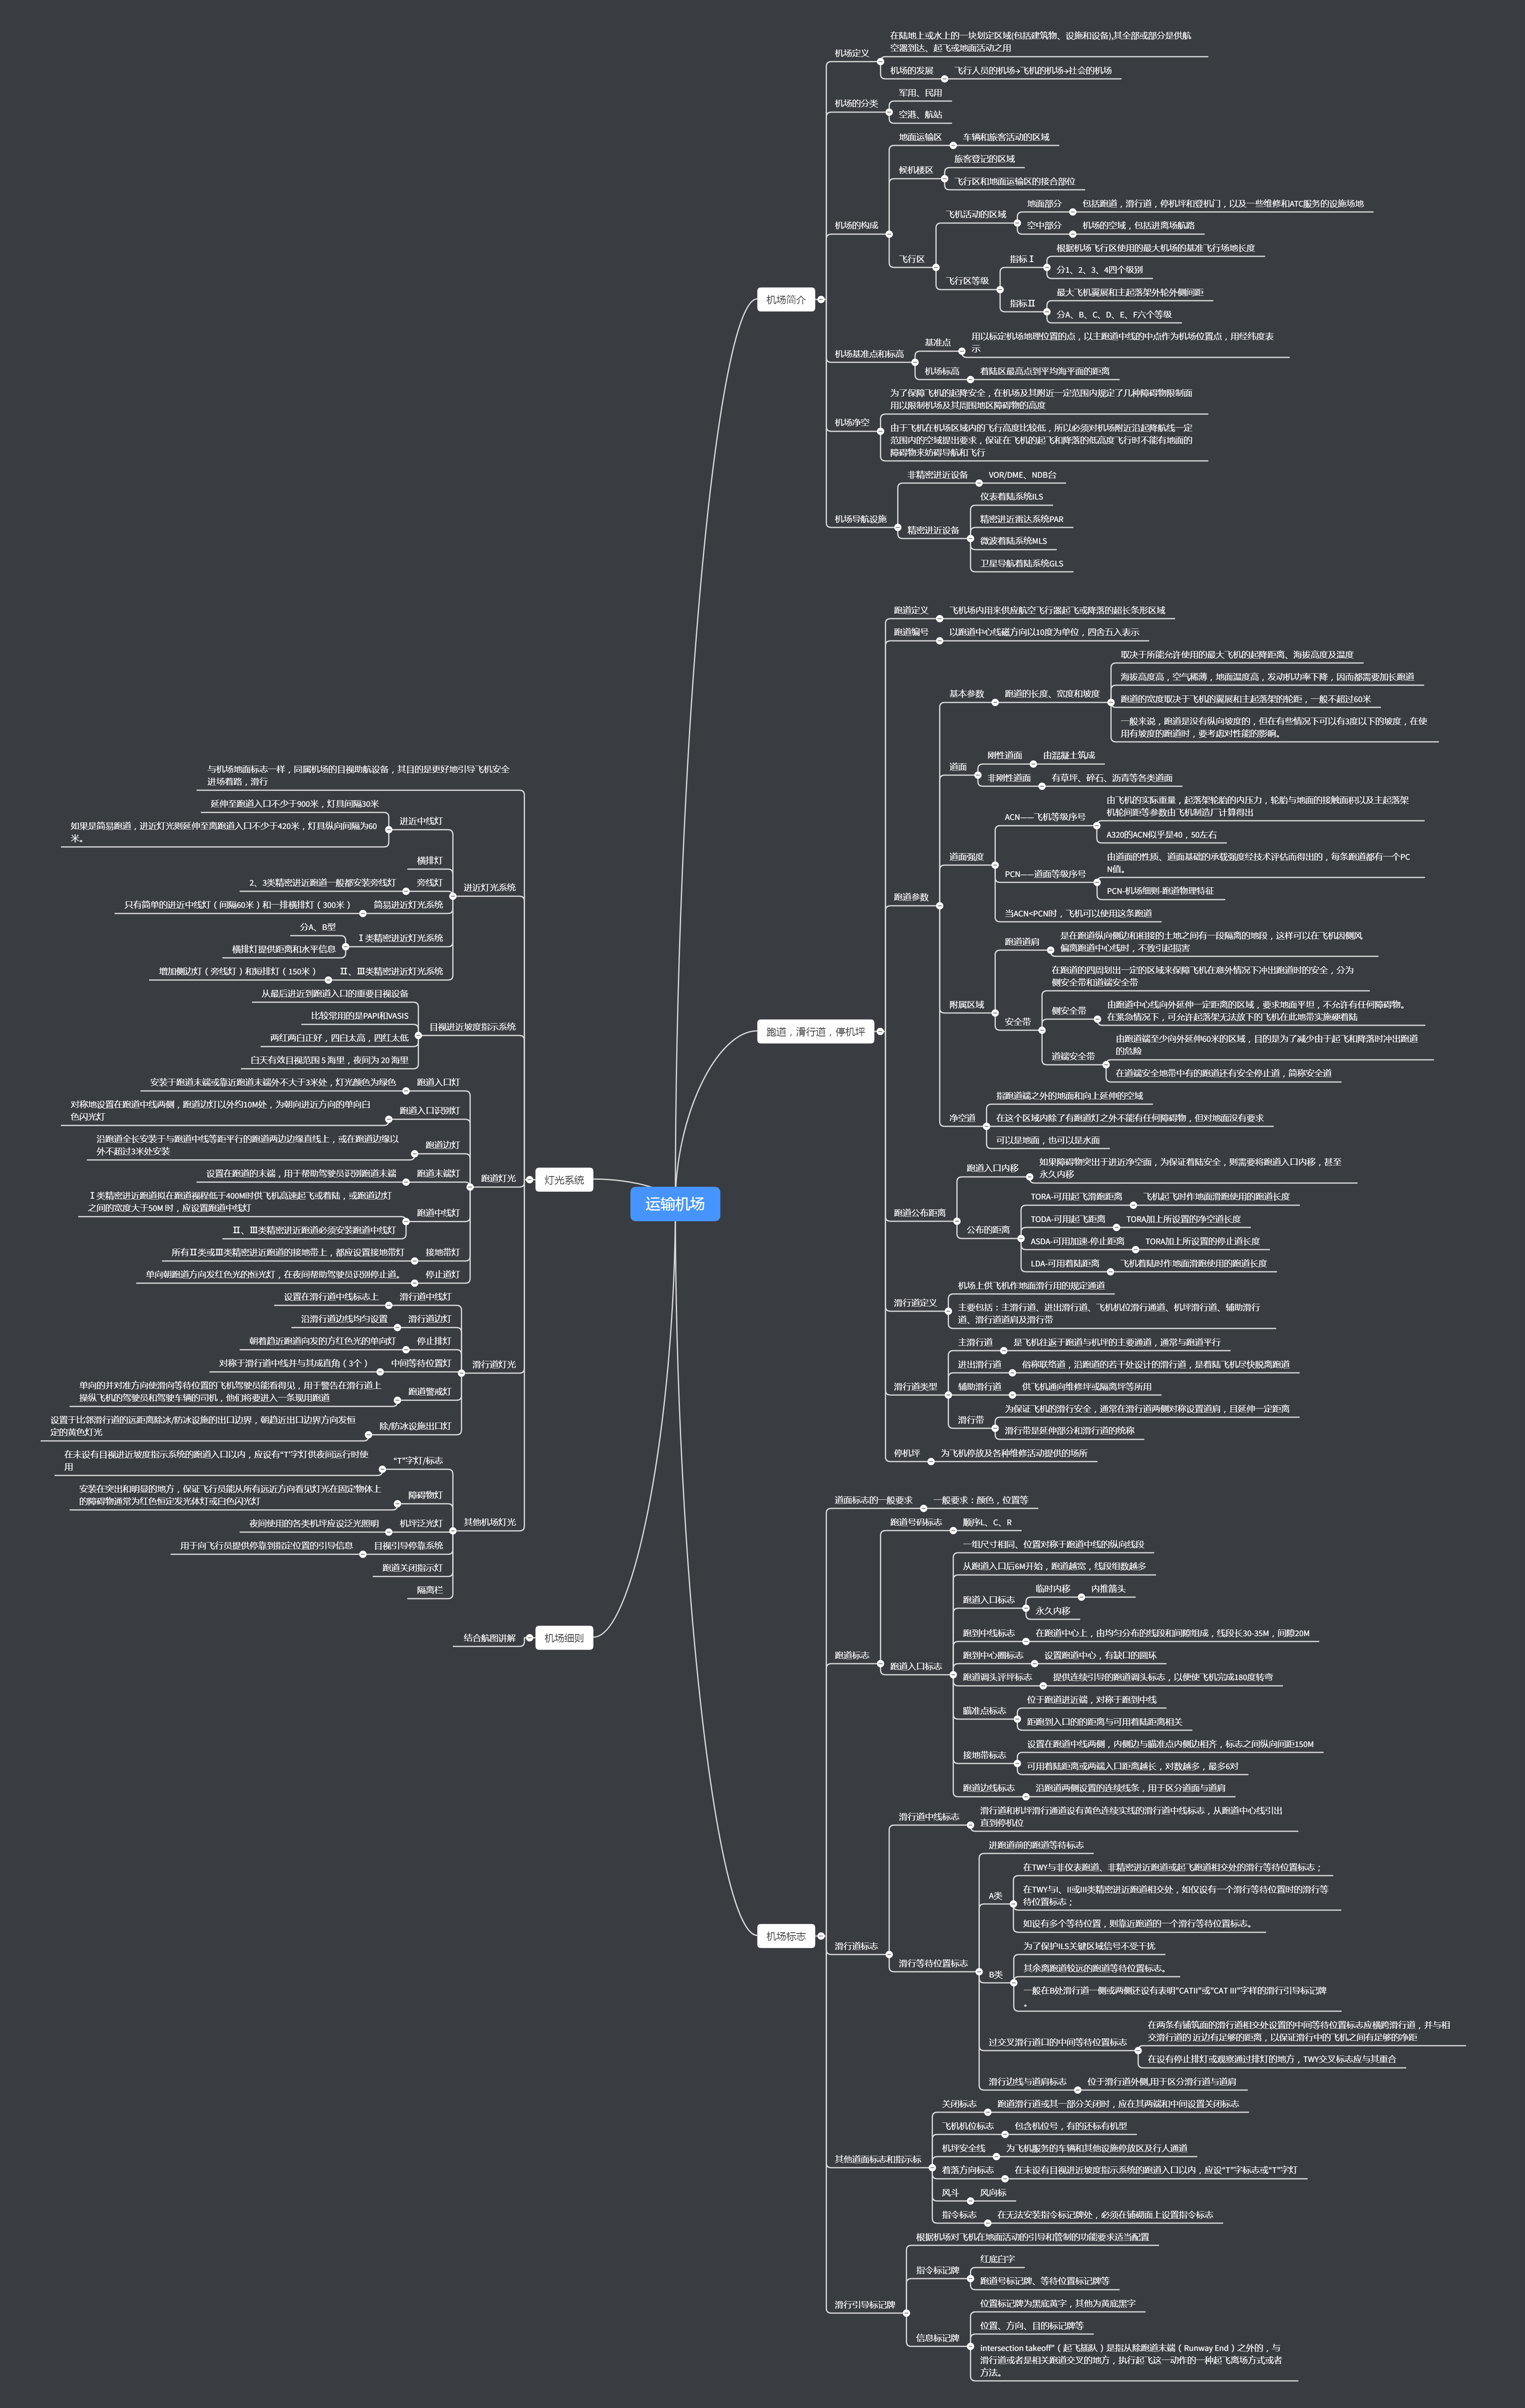 运输机场
机场简介
机场定义
在陆地上或水上的一块划定区域(包括建筑物、设施和设备),其全部或部分是供航
空器到达、起飞或地面活动之用
机场的发展
飞行人员的机场→飞机的机场→社会的机场
机场的分类
军用、民用
空港、航站
机场的构成
地面运输区
车辆和旅客活动的区域
候机楼区
旅客登记的区域
飞行区和地面运输区的接合部位
飞行区
飞机活动的区域
地面部分
包括跑道，滑行道，停机坪和登机门，以及一些维修和ATC服务的设施场地
空中部分
机场的空域，包括进离场航路
飞行区等级
指标Ⅰ
根据机场飞行区使用的最大机场的基准飞行场地长度
分1、2、3、4四个级别
指标Ⅱ
最大飞机翼展和主起落架外轮外侧间距
分A、B、C、D、E、F六个等级
机场基准点和标高
基准点
用以标定机场地理位置的点，以主跑道中线的中点作为机场位置点，用经纬度表
示
机场标高
着陆区最高点到平均海平面的距离
机场净空
为了保障飞机的起降安全，在机场及其附近一定范围内规定了几种障碍物限制面
用以限制机场及其周围地区障碍物的高度
由于飞机在机场区域内的飞行高度比较低，所以必须对机场附近沿起降航线一定
范围内的空域提出要求，保证在飞机的起飞和降落的低高度飞行时不能有地面的
障碍物来妨碍导航和飞行
机场导航设施
非精密进近设备
VOR/DME、NDB台
精密进近设备
仪表着陆系统ILS
精密进近雷达系统PAR
微波着陆系统MLS
卫星导航着陆系统GLS
跑道，滑行道，停机坪
跑道定义
飞机场内用来供应航空飞行器起飞或降落的超长条形区域
跑道编号
以跑道中心线磁方向以10度为单位，四舍五入表示
跑道参数
基本参数
跑道的长度、宽度和坡度
取决于所能允许使用的最大飞机的起降距离、海拔高度及温度
海拔高度高，空气稀薄，地面温度高，发动机功率下降，因而都需要加长跑道
跑道的宽度取决于飞机的翼展和主起落架的轮距，一般不超过60米
一般来说，跑道是没有纵向坡度的，但在有些情况下可以有3度以下的坡度，在使
用有坡度的跑道时，要考虑对性能的影响。
道面
刚性道面
由混凝土筑成
非刚性道面
有草坪、碎石、沥青等各类道面
道面强度
ACN——飞机等级序号
由飞机的实际重量，起落架轮胎的内压力，轮胎与地面的接触面积以及主起落架
机轮间距等参数由飞机制造厂计算得出
A320的ACN似乎是40，50左右
PCN——道面等级序号
由道面的性质、道面基础的承载强度经技术评估而得出的，每条跑道都有一个PC
N值。
PCN-机场细则-跑道物理特征
当ACN<PCN时，飞机可以使用这条跑道
附属区域
跑道道肩
是在跑道纵向侧边和相接的土地之间有一段隔离的地段，这样可以在飞机因侧风
偏离跑道中心线时，不致引起损害
安全带
在跑道的四周划出一定的区域来保障飞机在意外情况下冲出跑道时的安全，分为
侧安全带和道端安全带
侧安全带
由跑道中心线向外延伸一定距离的区域，要求地面平坦，不允许有任何障碍物。
在紧急情况下，可允许起落架无法放下的飞机在此地带实施硬着陆
道端安全带
由跑道端至少向外延伸60米的区域，目的是为了减少由于起飞和降落时冲出跑道
的危险
在道端安全地带中有的跑道还有安全停止道，简称安全道
净空道
指跑道端之外的地面和向上延伸的空域
在这个区域内除了有跑道灯之外不能有任何障碍物，但对地面没有要求
可以是地面，也可以是水面
跑道公布距离
跑道入口内移
如果障碍物突出于进近净空面，为保证着陆安全，则需要将跑道入口内移，甚至
永久内移
公布的距离
TORA-可用起飞滑跑距离
飞机起飞时作地面滑跑使用的跑道长度
TODA-可用起飞距离
TORA加上所设置的净空道长度
ASDA-可用加速-停止距离
TORA加上所设置的停止道长度
LDA-可用着陆距离
飞机着陆时作地面滑跑使用的跑道长度
滑行道定义
机场上供飞机作地面滑行用的规定通道
主要包括：主滑行道、进出滑行道、飞机机位滑行通道、机坪滑行道、辅助滑行
道、滑行道道肩及滑行带
滑行道类型
主滑行道
是飞机往返于跑道与机坪的主要通道，通常与跑道平行
进出滑行道
俗称联络道，沿跑道的若干处设计的滑行道，是着陆飞机尽快脱离跑道
辅助滑行道
供飞机通向维修坪或隔离坪等所用
滑行带
为保证飞机的滑行安全，通常在滑行道两侧对称设置道肩，且延伸一定距离
滑行带是延伸部分和滑行道的统称
停机坪
为飞机停放及各种维修活动提供的场所
机场标志
道面标志的一般要求
一般要求：颜色，位置等
跑道标志
跑道号码标志
顺序L、C、R
跑道入口标志
一组尺寸相同、位置对称于跑道中线的纵向线段
从跑道入口后6M开始，跑道越宽，线段组数越多
跑道入口标志
临时内移
内推箭头
永久内移
跑到中线标志
在跑道中心上，由均匀分布的线段和间隙组成，线段长30-35M，间隙20M
跑到中心圈标志
设置跑道中心，有缺口的圆环
跑道调头评坪标志
提供连续引导的跑道调头标志，以便使飞机完成180度转弯
瞄准点标志
位于跑道进近端，对称于跑到中线
距跑到入口的的距离与可用着陆距离相关
接地带标志
设置在跑道中线两侧，内侧边与瞄准点内侧边相齐，标志之间纵向间距150M
可用着陆距离或两端入口距离越长，对数越多，最多6对
跑道边线标志
沿跑道两侧设置的连续线条，用于区分道面与道肩
滑行道标志
滑行道中线标志
滑行道和机坪滑行通道设有黄色连续实线的滑行道中线标志，从跑道中心线引出
直到停机位
滑行等待位置标志
进跑道前的跑道等待标志
A类
在TWY与非仪表跑道、非精密进近跑道或起飞跑道相交处的滑行等待位置标志；
在TWY与I、II或III类精密进近跑道相交处，如仅设有一个滑行等待位置时的滑行等
待位置标志；
如设有多个等待位置，则靠近跑道的一个滑行等待位置标志。
B类
为了保护ILS关键区域信号不受干扰
其余离跑道较远的跑道等待位置标志。
一般在B处滑行道一侧或两侧还设有表明"CATII"或"CAT III"字样的滑行引导标记牌
。
过交叉滑行道口的中间等待位置标志
在两条有铺筑面的滑行道相交处设置的中间等待位置标志应横跨滑行道，并与相
交滑行道的 近边有足够的距离，以保证滑行中的飞机之间有足够的净距
在设有停止排灯或观察通过排灯的地方，TWY交叉标志应与其重合
滑行边线与道肩标志
位于滑行道外侧,用于区分滑行道与道肩
其他道面标志和指示标
关闭标志
跑道滑行道或其一部分关闭时，应在其两端和中间设置关闭标志
飞机机位标志
包含机位号，有的还标有机型
机坪安全线
为飞机服务的车辆和其他设施停放区及行人通道
着落方向标志
在未设有目视进近坡度指示系统的跑道入口以内，应设“T”字标志或“T”字灯
风斗
风向标
指令标志
在无法安装指令标记牌处，必须在铺砌面上设置指令标志
滑行引导标记牌
根据机场对飞机在地面活动的引导和管制的功能要求适当配置
指令标记牌
红底白字
跑道号标记牌、等待位置标记牌等
信息标记牌
位置标记牌为黑底黄字，其他为黄底黑字
位置、方向、目的标记牌等
intersection takeoff”（起飞插队）是指从除跑道末端（Runway End）之外的，与
滑行道或者是相关跑道交叉的地方，执行起飞这一动作的一种起飞离场方式或者
方法。
灯光系统
与机场地面标志一样，同属机场的目视助航设备，其目的是更好地引导飞机安全
进场着路，滑行
进近灯光系统
进近中线灯
延伸至跑道入口不少于900米，灯具间隔30米
如果是简易跑道，进近灯光则延伸至离跑道入口不少于420米，灯具纵向间隔为60
米。
横排灯
旁线灯
2、3类精密进近跑道一般都安装旁线灯
简易进近灯光系统
只有简单的进近中线灯（间隔60米）和一排横排灯（300米）
Ⅰ类精密进近灯光系统
分A、B型
横排灯提供距离和水平信息
Ⅱ、Ⅲ类精密进近灯光系统
增加侧边灯（旁线灯）和短排灯（150米）
目视进近坡度指示系统
从最后进近到跑道入口的重要目视设备
比较常用的是PAPI和VASIS
两红两白正好，四白太高，四红太低
白天有效目视范围 5 海里，夜间为 20 海里
跑道灯光
跑道入口灯
安装于跑道末端或靠近跑道末端外不大于3米处，灯光颜色为绿色
跑道入口识别灯
对称地设置在跑道中线两侧，跑道边灯以外约10M处，为朝向进近方向的单向白
色闪光灯
跑道边灯
沿跑道全长安装于与跑道中线等距平行的跑道两边边缘直线上，或在跑道边缘以
外不超过3米处安装
跑道末端灯
设置在跑道的末端，用于帮助驾驶员识别跑道末端
跑道中线灯
Ⅰ类精密进近跑道拟在跑道视程低于400M时供飞机高速起飞或着陆，或跑道边灯
之间的宽度大于50M 时，应设置跑道中线灯
Ⅱ、Ⅲ类精密进近跑道必须安装跑道中线灯
接地带灯
所有Ⅱ类或Ⅲ类精密进近跑道的接地带上，都应设置接地带灯
停止道灯
单向朝跑道方向发红色光的恒光灯，在夜间帮助驾驶员识别停止道。
滑行道灯光
滑行道中线灯
设置在滑行道中线标志上
滑行道边灯
沿滑行道边线均匀设置
停止排灯
朝着趋近跑道向发的方红色光的单向灯
中间等待位置灯
对称于滑行道中线并与其成直角（3个）
跑道警戒灯
单向的并对准方向使滑向等待位置的飞机驾驶员能看得见，用于警告在滑行道上
操纵飞机的驾驶员和驾驶车辆的司机，他们将要进入一条现用跑道
除/防冰设施出口灯
设置于比邻滑行道的远距离除冰/防冰设施的出口边界，朝趋近出口边界方向发恒
定的黄色灯光
其他机场灯光
“T”字灯/标志
在未设有目视进近坡度指示系统的跑道入口以内，应设有“T”字灯供夜间运行时使
用
障碍物灯
安装在突出和明显的地方，保证飞行员能从所有远近方向看见灯光在固定物体上
的障碍物通常为红色恒定发光体灯或白色闪光灯
机坪泛光灯
夜间使用的各类机坪应设泛光照明
目视引导停靠系统
用于向飞行员提供停靠到指定位置的引导信息
跑道关闭指示灯
隔离栏
机场细则
结合航图讲解